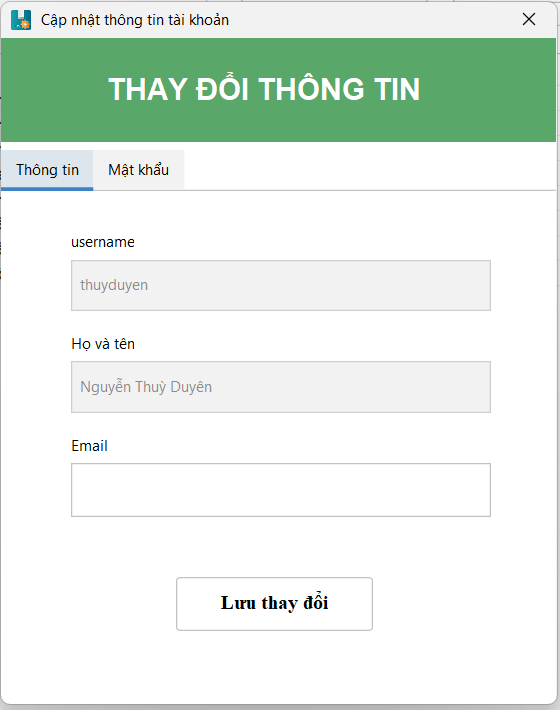 Cập nhật thông tin tài khoản
THAY ĐỔI THÔNG TIN
Thông tin Mật khẩu
username
thuyduyen
Họ và tên
Nguyễn Thuỳ Duyên
Email
Lưu thay đổi